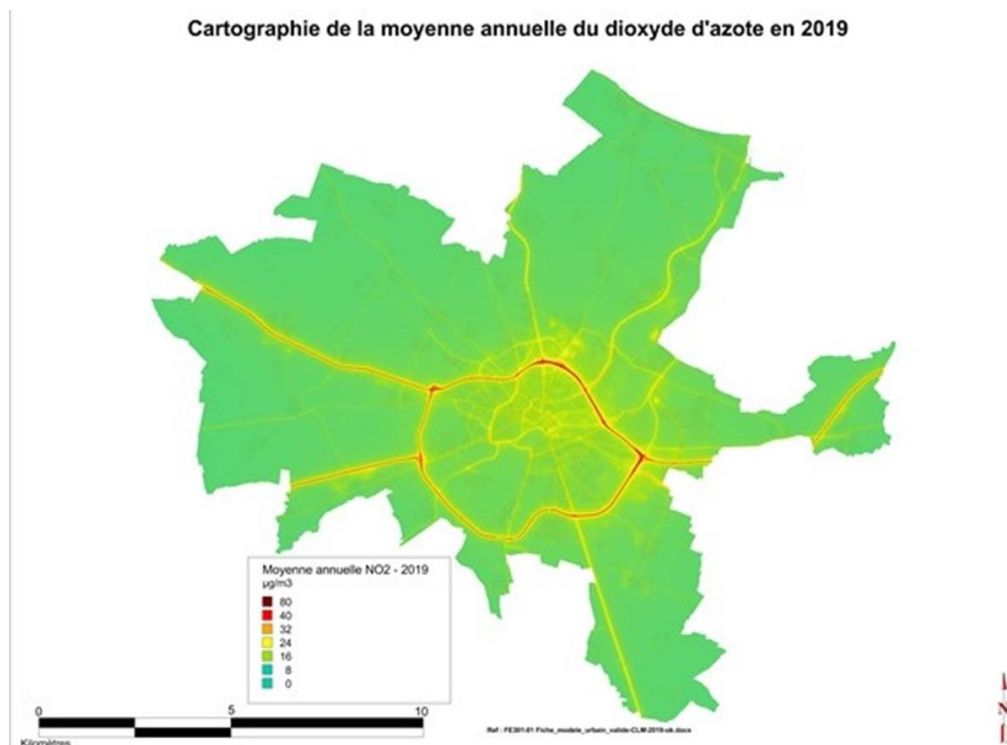 Cartographie de la moyenne annuelle du dioxyde d'azote en 2019
Moyenne annuelle NO2 - 2019
µg/m3
80
40
32
24
16
8
0
0 5 10
Kilomètres
Ref : FE301-01 Fiche_modele_urbain_valide-CLM-2019-ok.docx
N